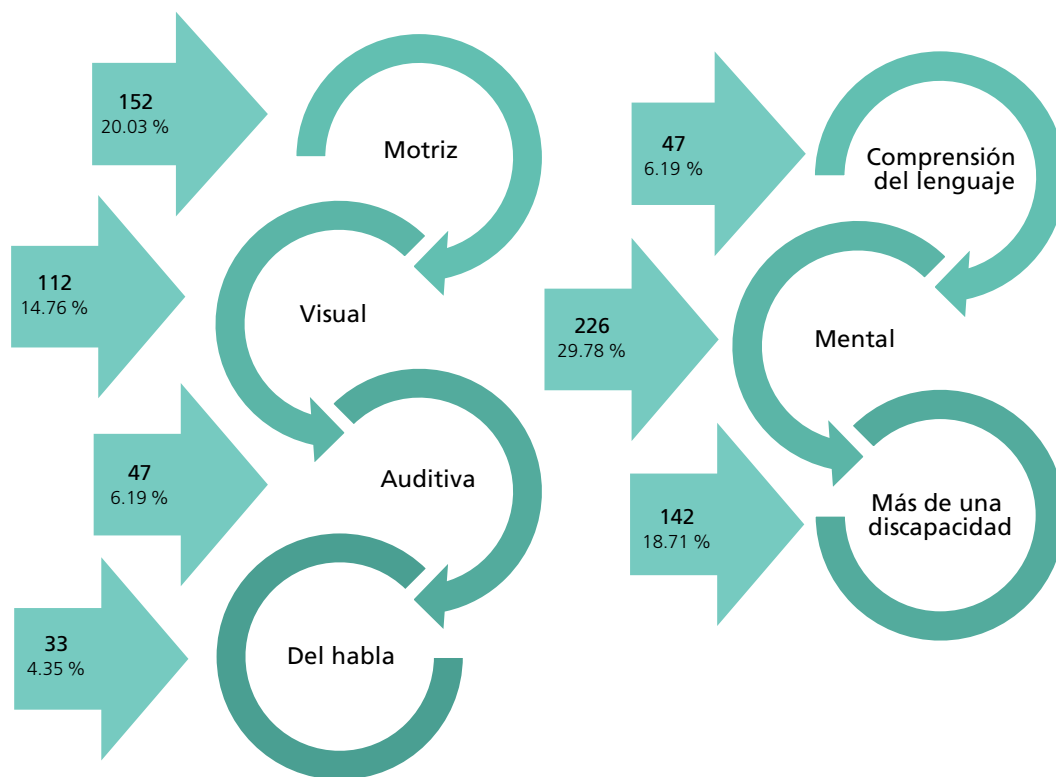 152
20.03 %
Motriz
112
14.76 %
Visual
47
6.19 %
Auditiva
33
4.35 %
Del habla
47
6.19 %
Comprensión
del lenguaje
226
29.78 %
Mental
142
18.71 %
Más de una
discapacidad